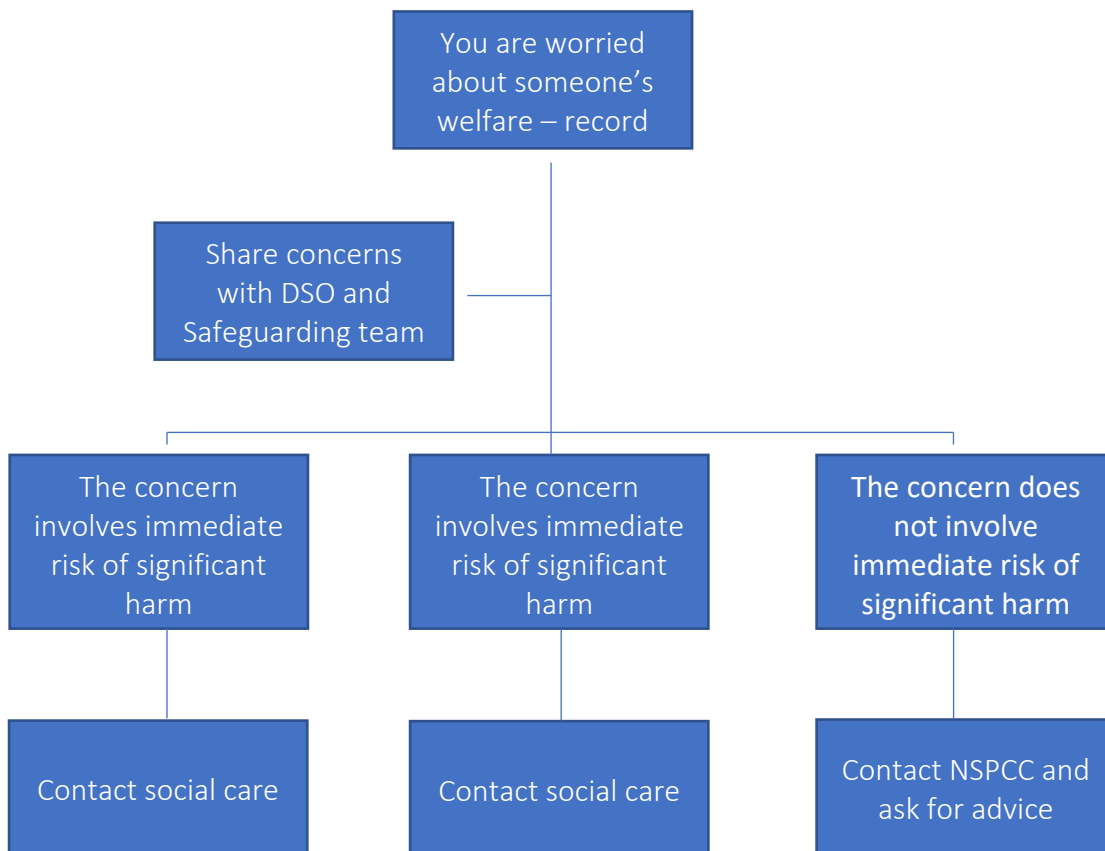 You are worried
about someone’s
welfare – record
Share concerns
with DSO and
Safeguarding team
The concern
involves immediate
risk of significant
harm
The concern
involves immediate
risk of significant
harm
The concern does
not involve
immediate risk of
significant harm
Contact social care
Contact social care
Contact NSPCC and
ask for advice